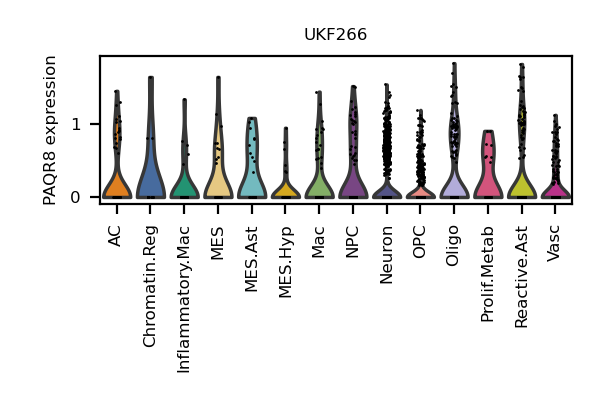 UKF266
PAQR8 expression
1
0
AC
Chromatin.Reg
Inflammatory.Mac
MES
MES.Ast
MES.Hyp
Mac
NPC
Neuron
OPC
Oligo
Prolif.Metab
Reactive.Ast
Vasc